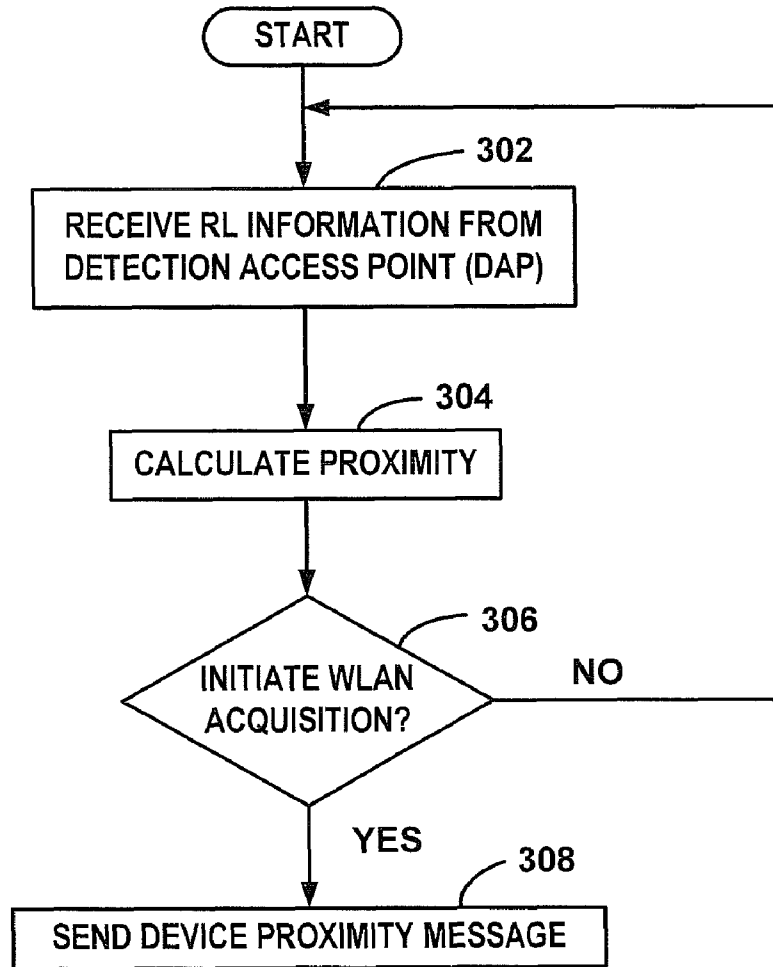 START
302
RECEIVE RL INFORMATION FROM
DETECTION ACCESS POINT (DAP)
304
CALCULATE PROXIMITY
306
INITIATE WLAN
ACQUISITION?
NO
YES
308
SEND DEVICE PROXIMITY MESSAGE